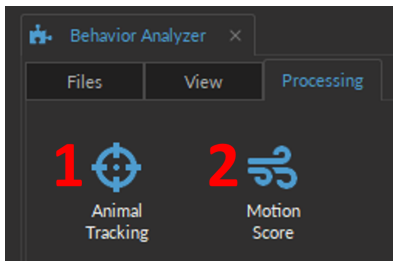 Behavior Analyzer ×
Files View Processing
1 2
Animal Motion
Tracking Score